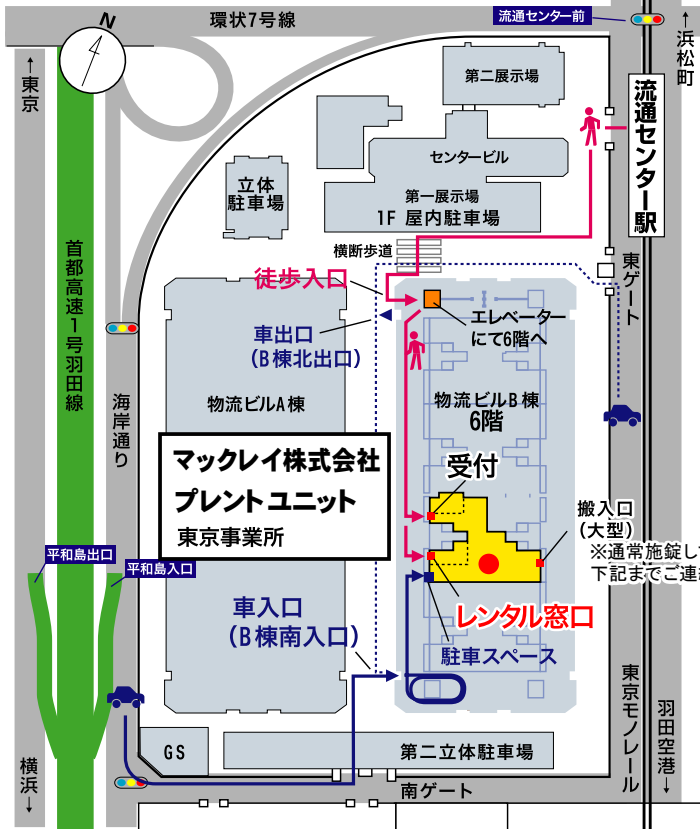 環状7号線
流通センター前
N
←東京
↑浜松町
第二展示場
流通センター駅
センタービル
立体
駐車場
第一展示場
1F 屋内駐車場
横断歩道
東ゲート
首都高速1号羽田線
徒歩入口
エレベーター
にて6階へ
車出口
(B棟北出口)
海岸通り
物流ビルA棟
物流ビルB棟
6階
マックレイ株式会社
プレントユニット
東京事業所
受付
搬入口
(大型)
※通常施錠し
下記までご連
平和島出口
平和島入口
レンタル窓口
車入口
(B棟南入口)
駐車スペース
東京モノレール
羽田空港→
横浜→
GS
第二立体駐車場
南ゲート